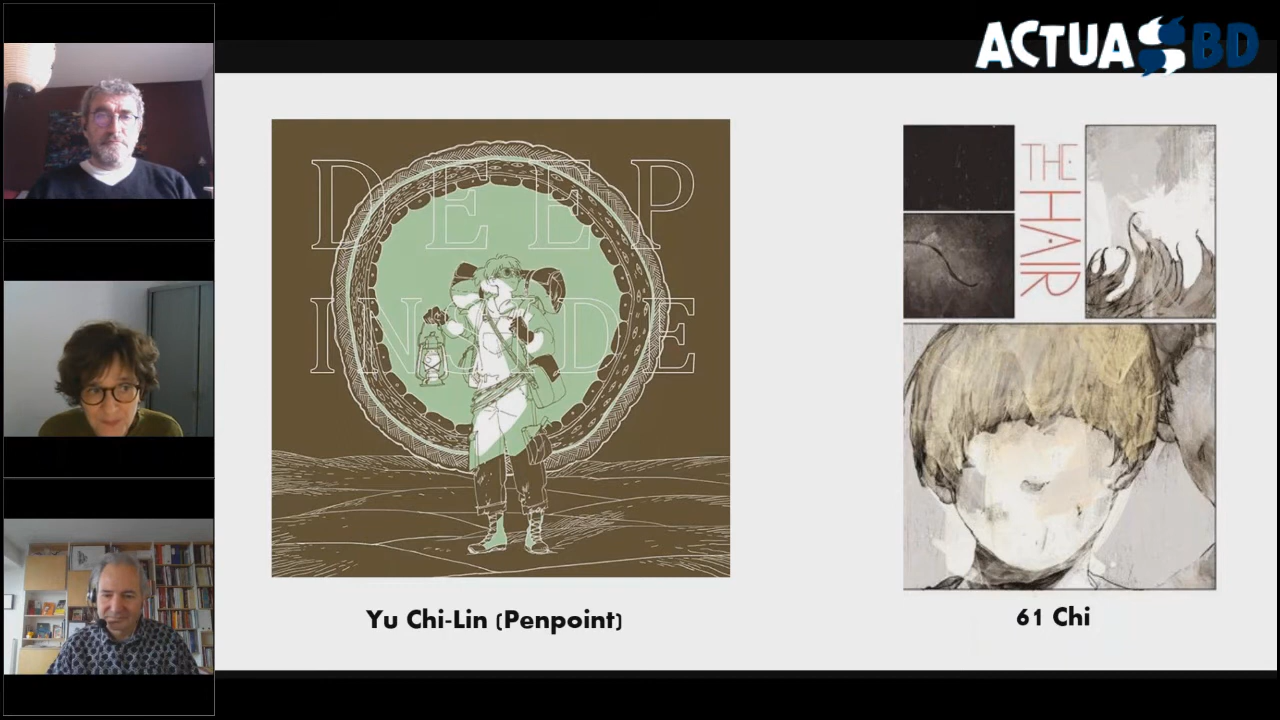 ACTUA BD
DEEP
INSIDE
THE HAIR
Yu Chi-Lin (Penpoint)
61 Chi